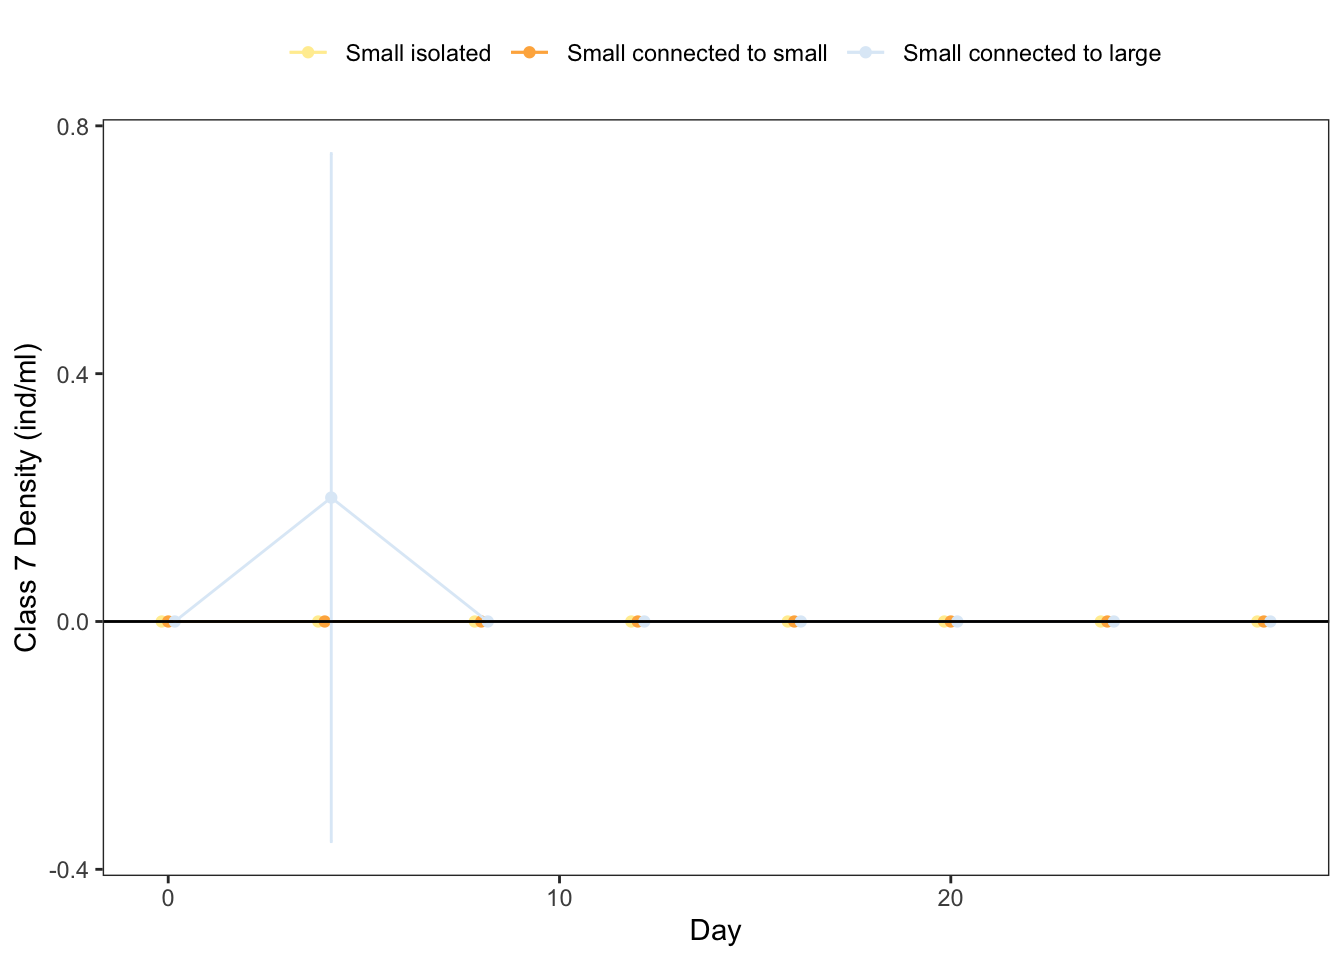 Small isolated Small connected to small Small connected to large
Class 7 Density (ind/ml)
0.8
0.4
0.0
-0.4
0 10 20
Day